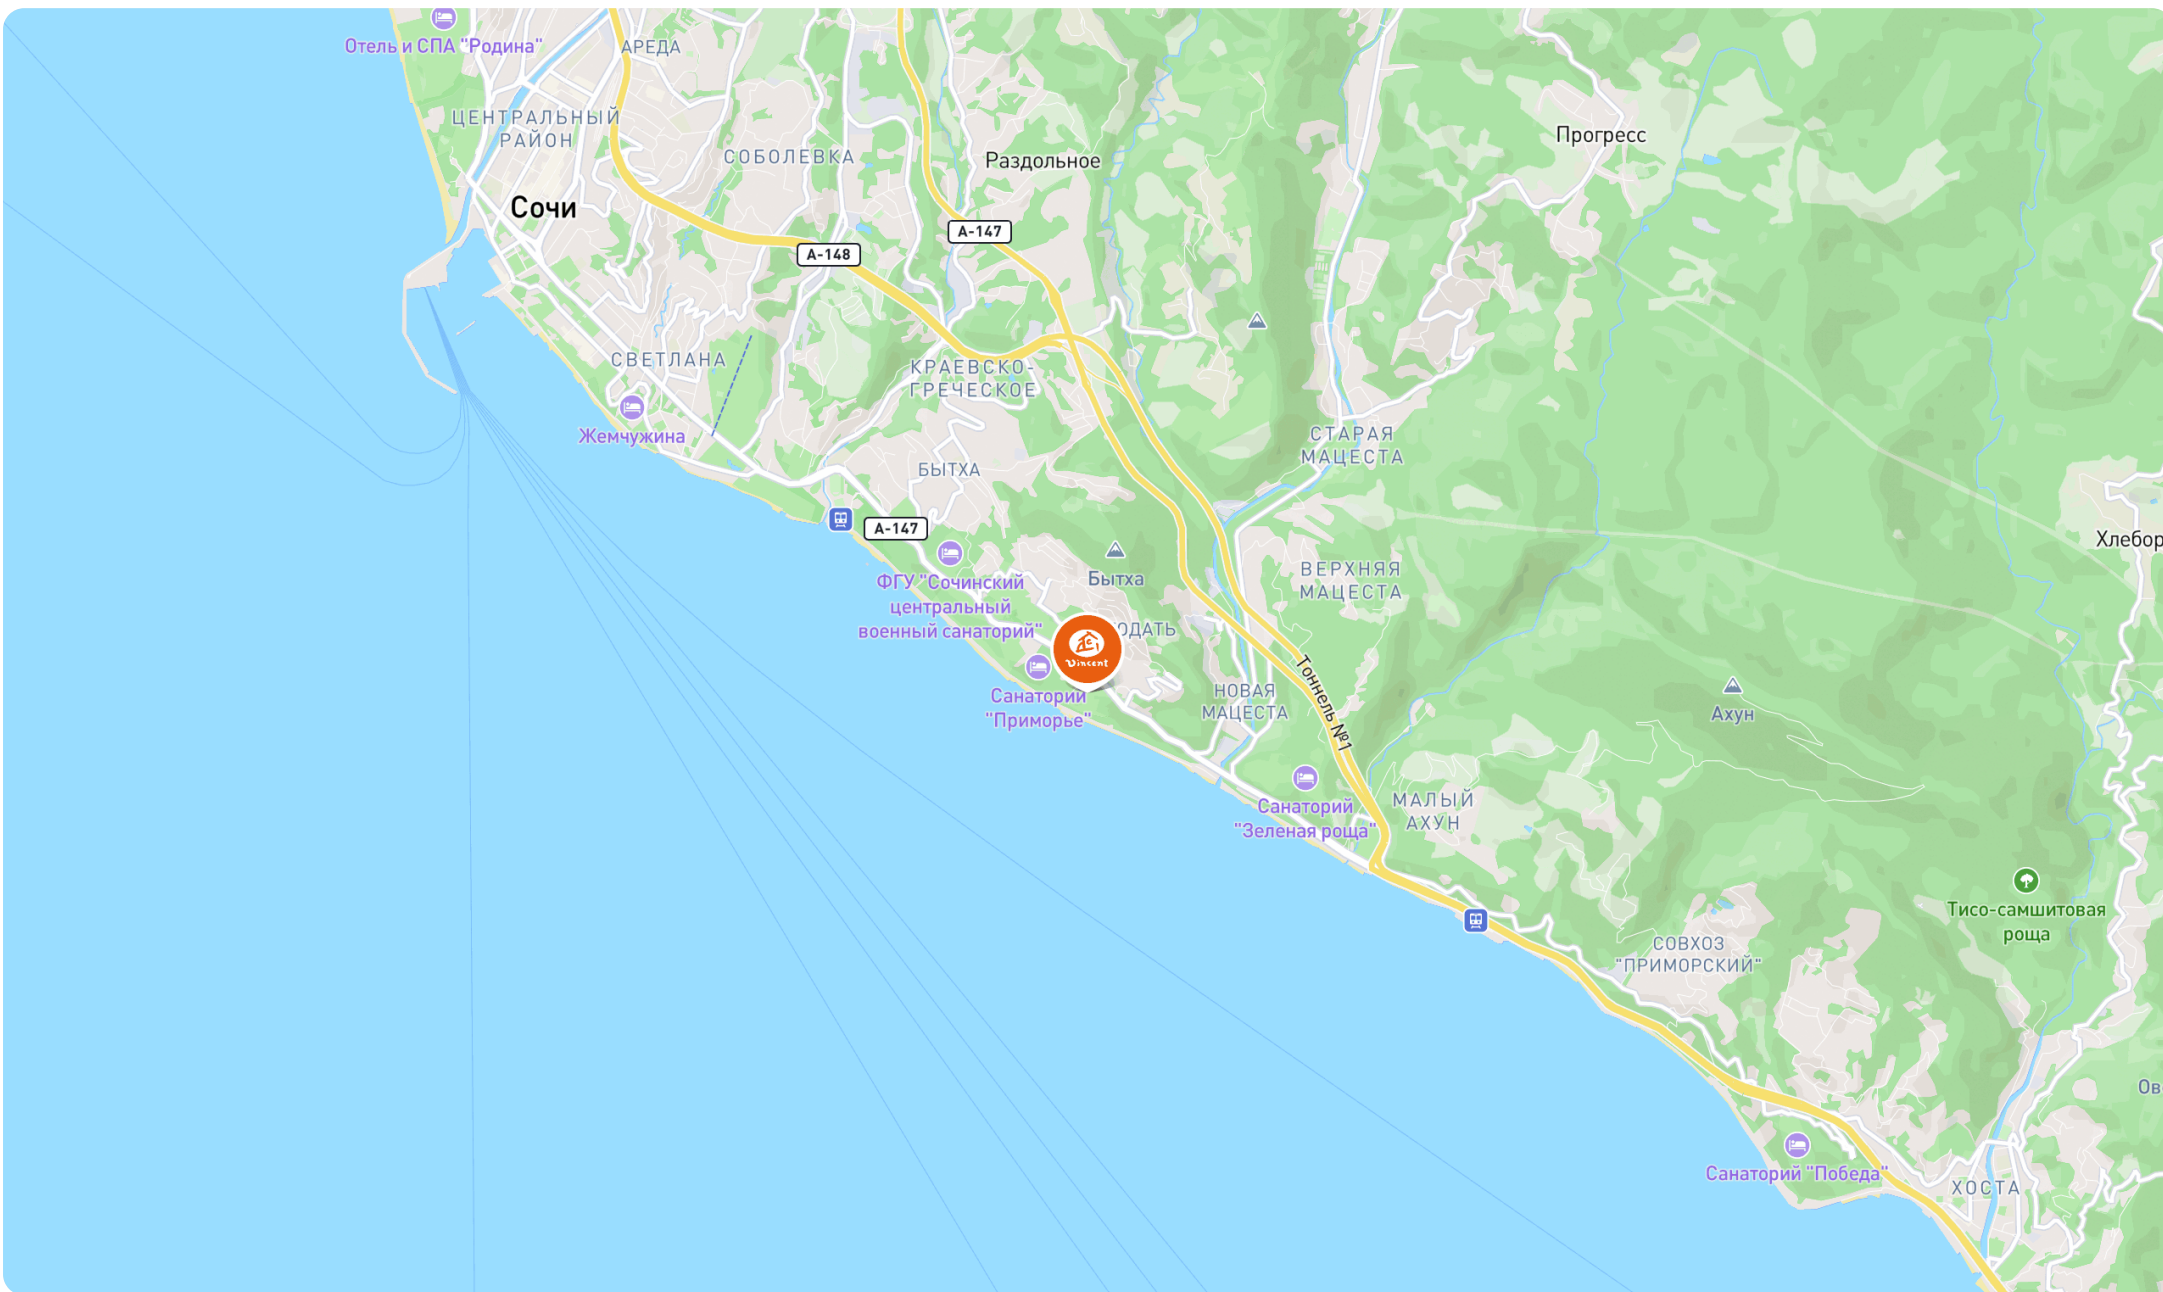 Отель и СПА "Родина"
АРЕДА
ЦЕНТРАЛЬНЫЙ
РАЙОН
СОБОЛЕВКА
Раздольное
Прогресс
Сочи
А-147
А-148
СВЕТЛАНА
КРАЕВСКО-
ГРЕЧЕСКОЕ
Жемчужина
СТАРАЯ
МАЦЕСТА
БЫТХА
А-147
Хлебор
ФГУ "Сочинский
центральный
военный санаторий"
Бытха
ВЕРХНЯЯ
МАЦЕСТА
ОДАТЬ
Vincent
Санаторий
"Приморье"
НОВАЯ
МАЦЕСТА
Тоннель №1
Ахун
Санаторий
"Зеленая роща"
МАЛЫЙ
АХУН
Тисо-самшитовая
роща
СОВХОЗ
"ПРИМОРСКИЙ"
Ов
Санаторий "Победа"
ХОСТА